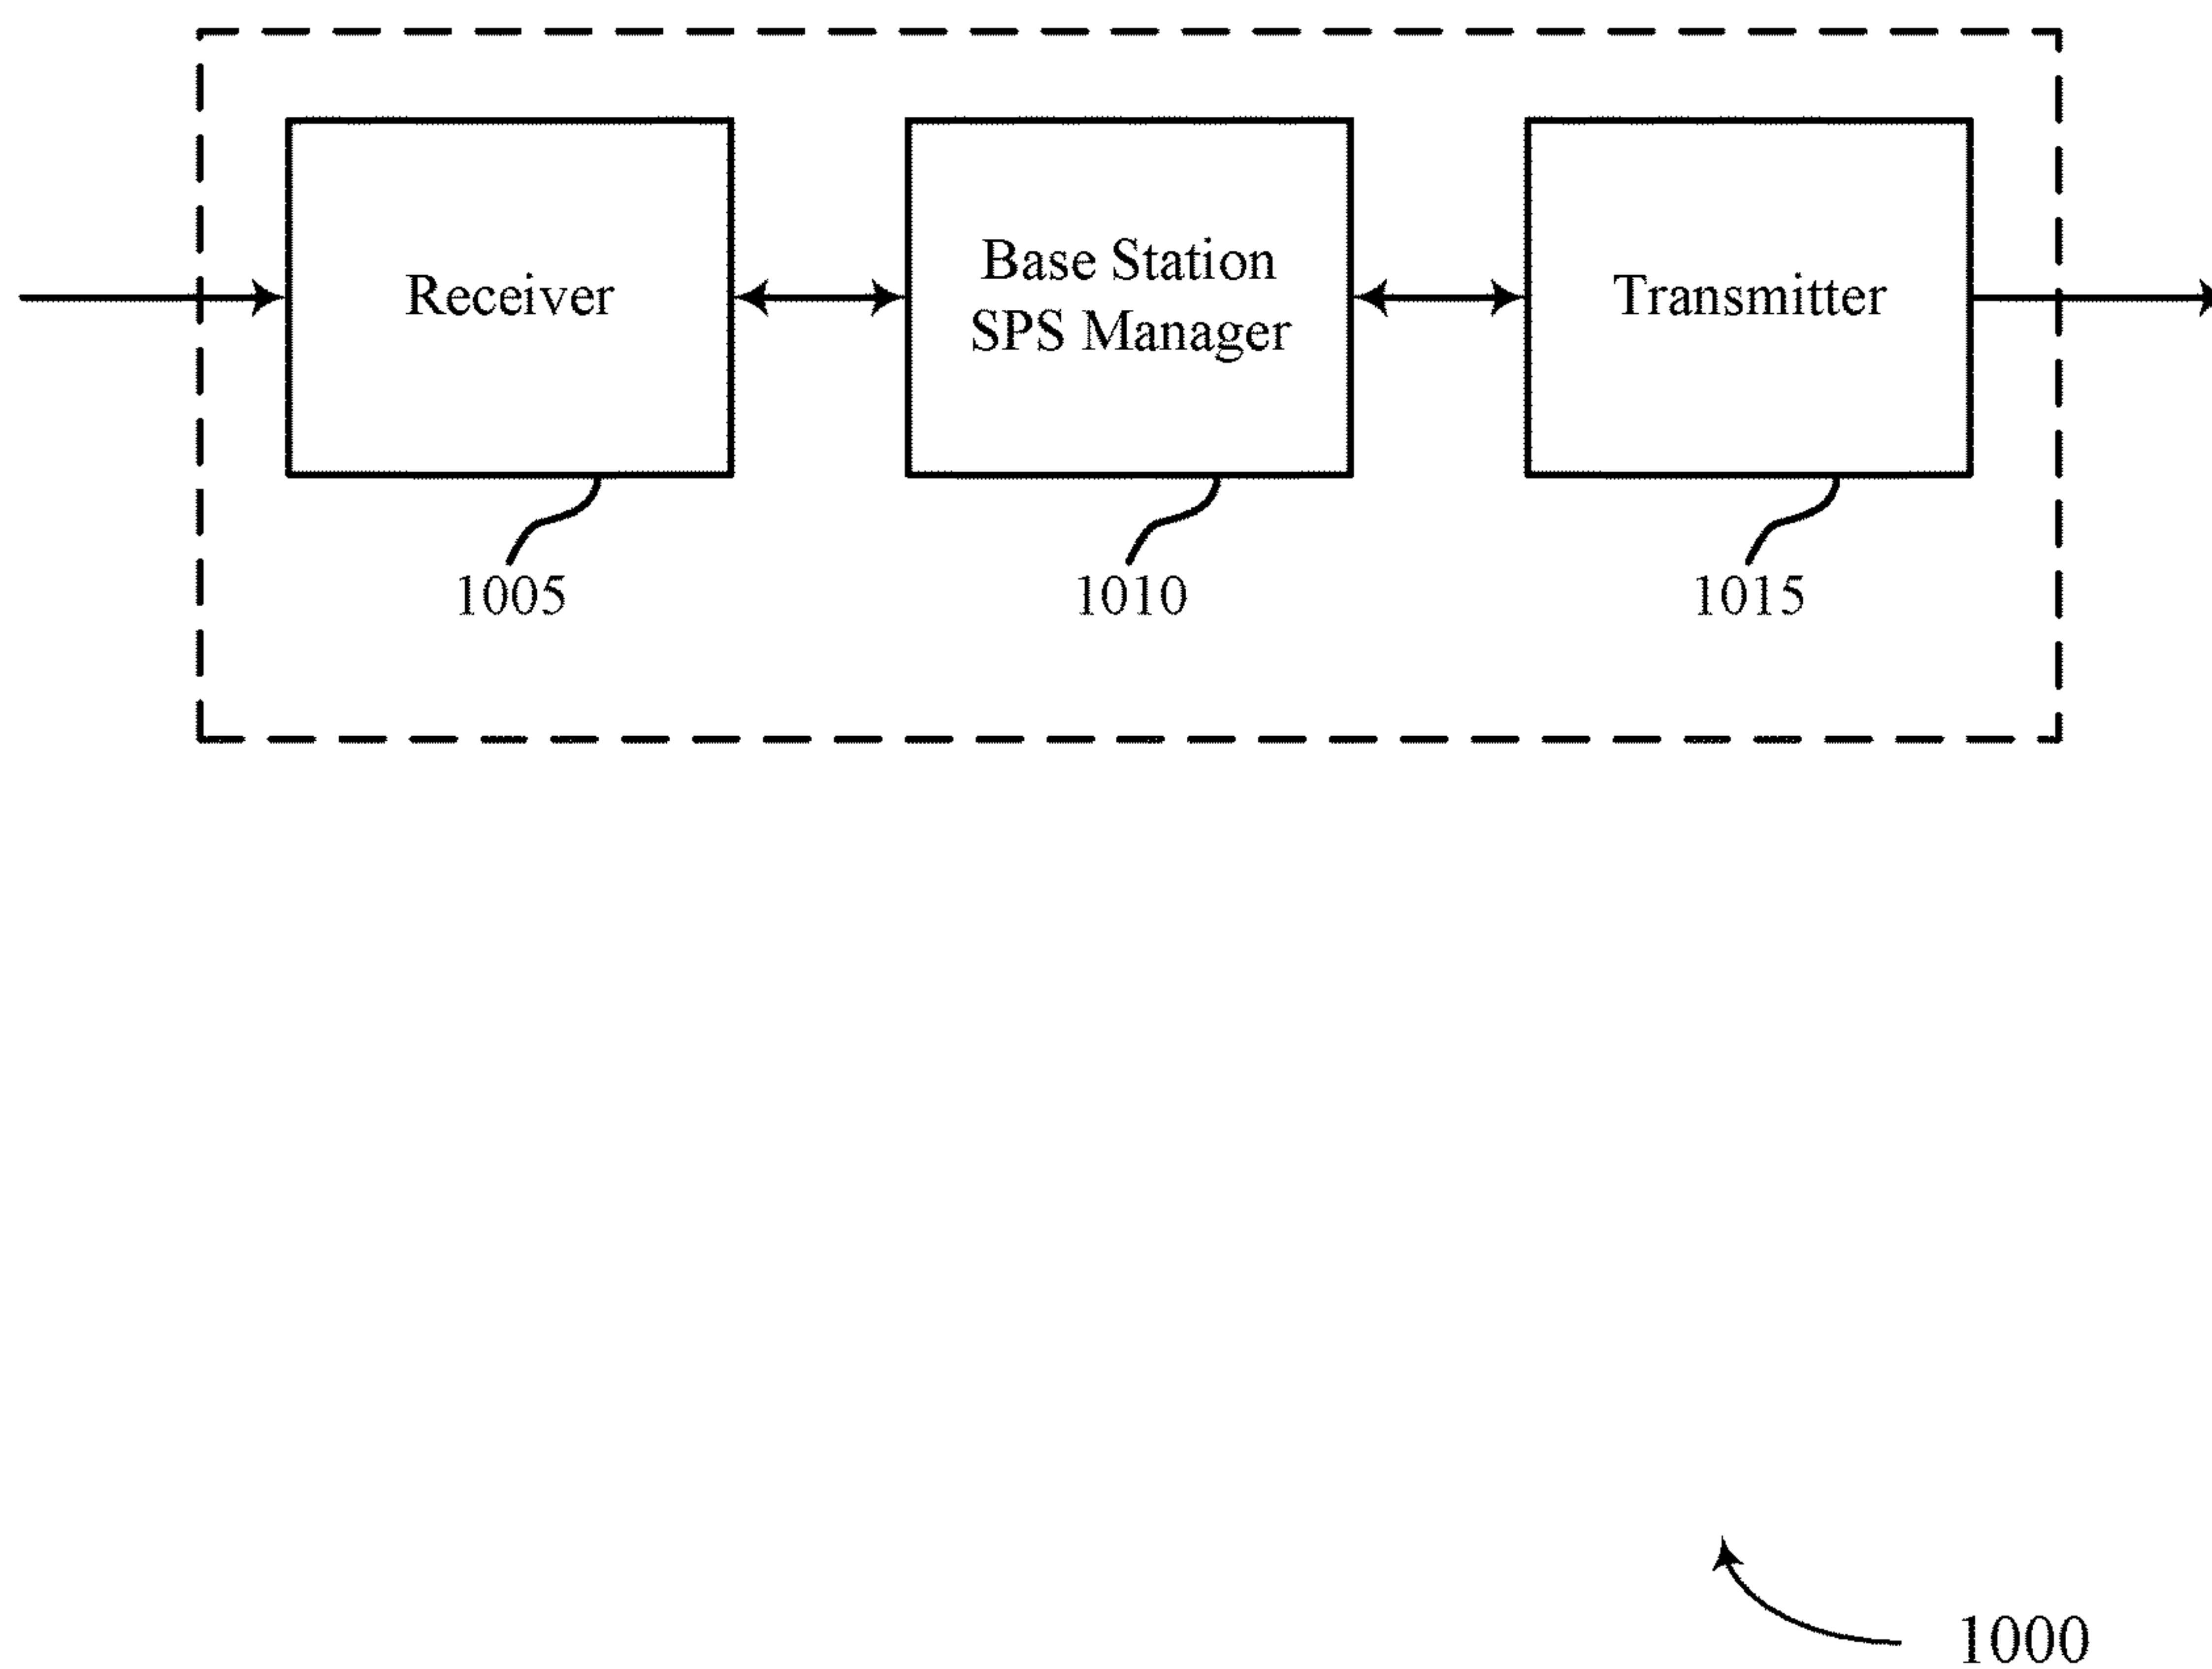 Receiver
Base Station
SPS Manager
Transmitter
1005
1010
1015
1000